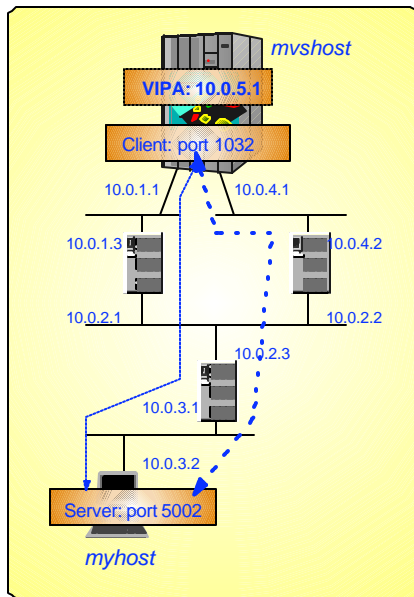 mvshost
VIPA: 10.0.5.1
Client: port 1032
10.0.1.1
10.0.4.1
10.0.1.3
10.0.4.2
10.0.2.1
10.0.2.2
10.0.2.3
10.0.3.1
10.0.3.2
Server: port 5002
myhost